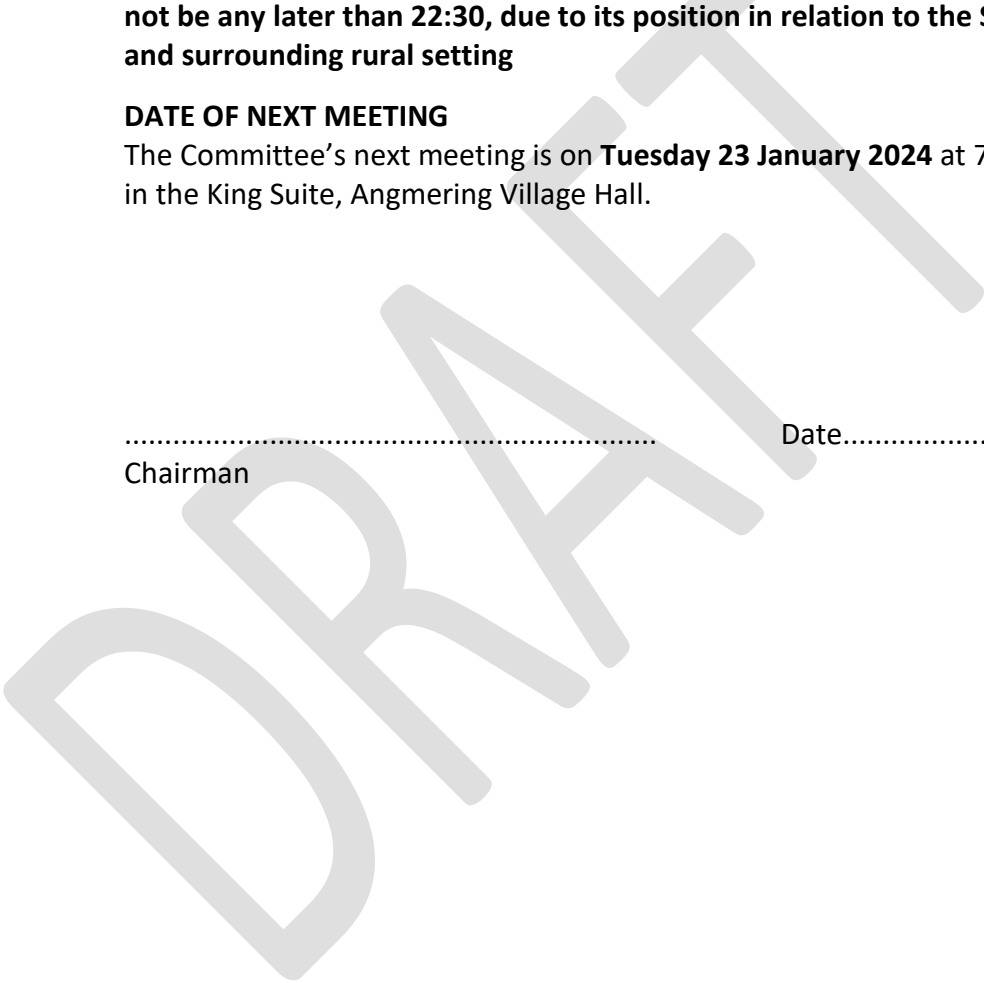 not be any later than 22:30, due to its position in relation to the S
and surrounding rural setting
DATE OF NEXT MEETING
The Committee’s next meeting is on Tuesday 23 January 2024 at 7
in the King Suite, Angmering Village Hall.
................................................................. Date..................
Chairman
DRAFT